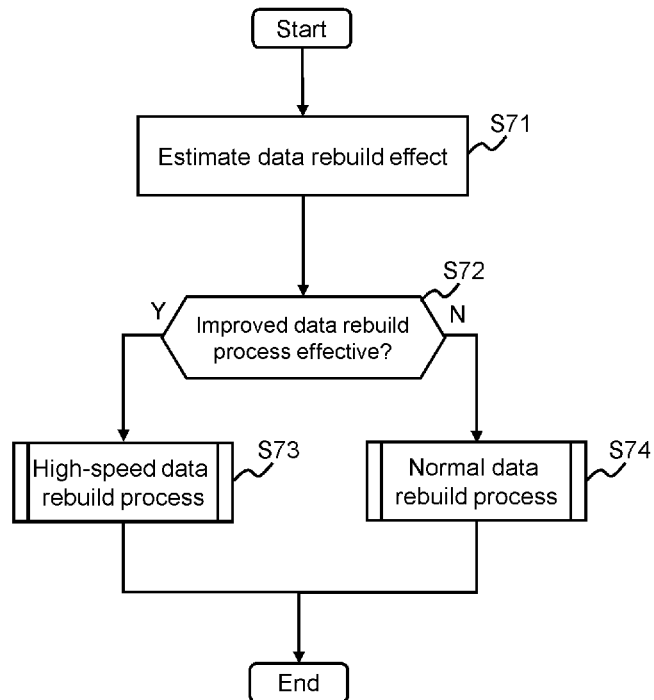 Start
S71
Estimate data rebuild effect
S72
Y
N
Improved data rebuild
process effective?
S73
High-speed data
rebuild process
S74
Normal data
rebuild process
End